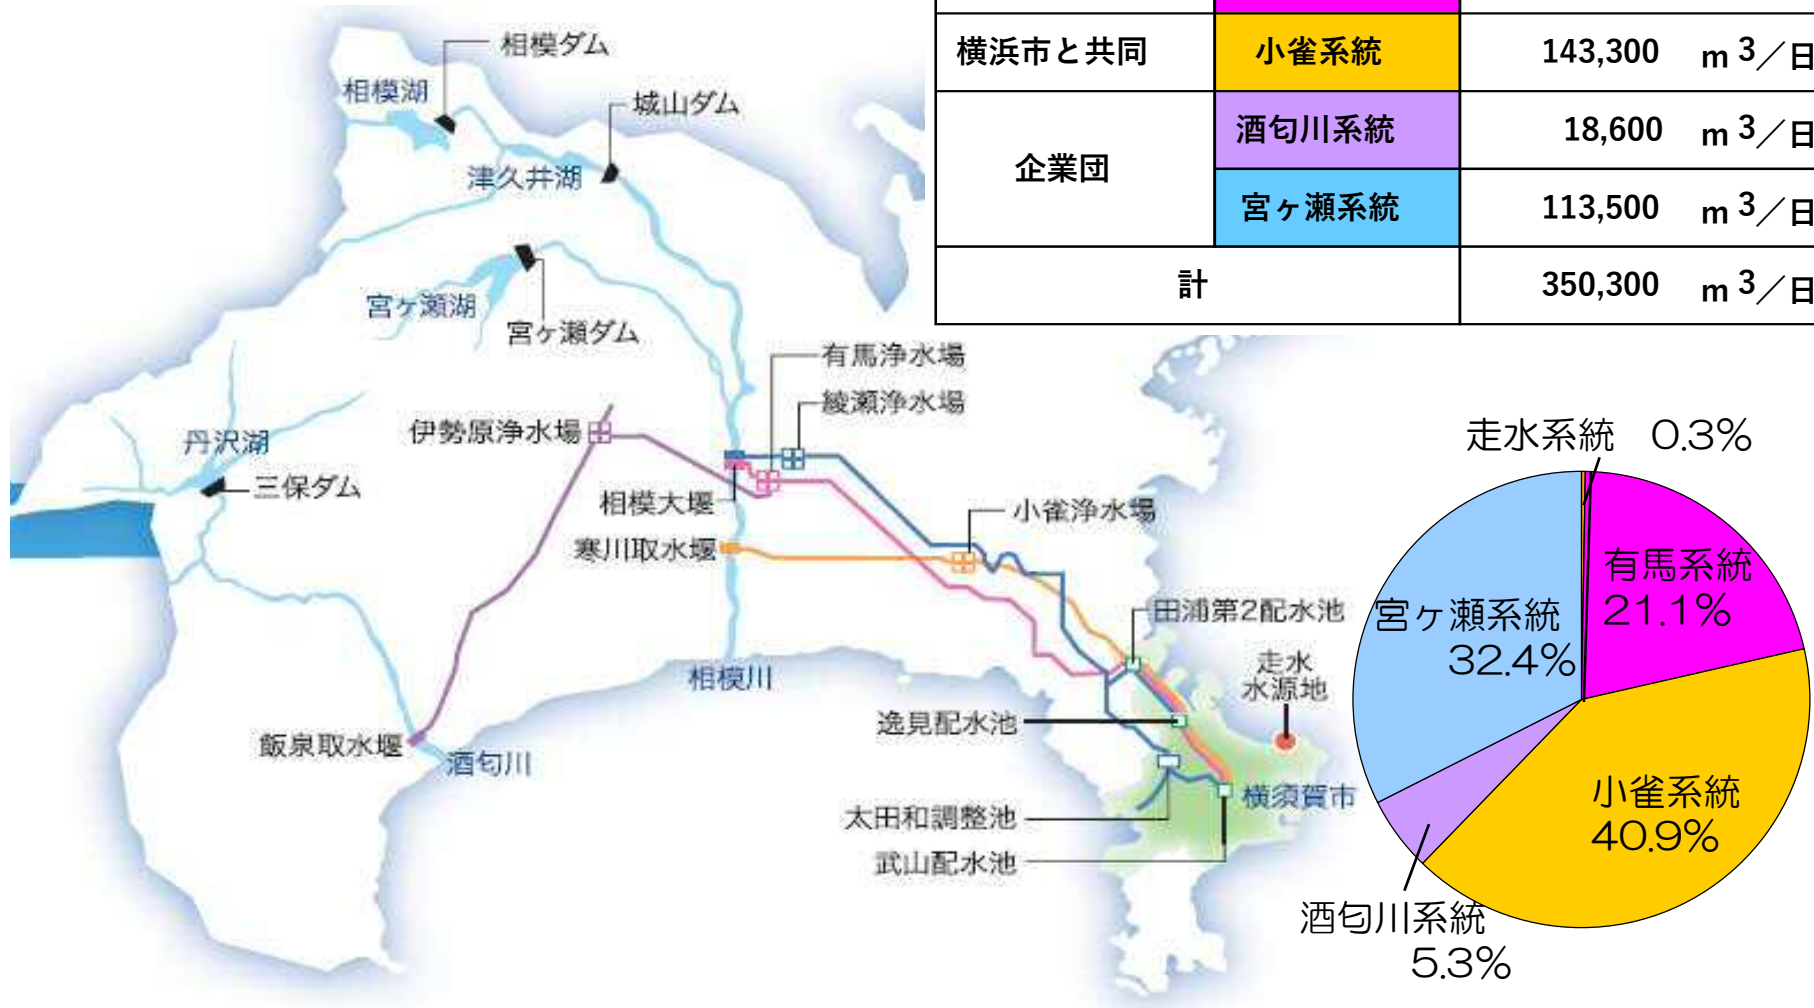 横浜市と共同 小雀系統 143,300 m 3／日
企業団 酒匂川系統 18,600 m 3／日
宮ヶ瀬系統 113,500 m 3／日
計 350,300 m 3／日
相模ダム
相模湖
城山ダム
津久井湖
宮ヶ瀬湖
宮ヶ瀬ダム
有馬浄水場
綾瀬浄水場
伊勢原浄水場
丹沢湖
三保ダム
相模大堰
小雀浄水場
寒川取水堰
田浦第2配水池
走水
水源地
相模川
逸見配水池
飯泉取水堰
酒匂川
横須賀市
太田和調整池
武山配水池
走水系統 0.3%
有馬系統
21.1%
宮ヶ瀬系統
32.4%
小雀系統
40.9%
酒匂川系統
5.3%